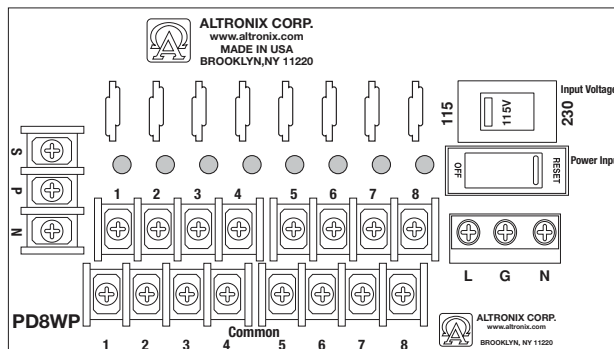 ALTRONIX CORP.
www.altronix.com
MADE IN USA
BROOKLYN,NY 11220
Input Voltage
115
115V
230
Power Inpu
OFF
RESET
S
P
N
1 2 3 4 5 6 7 8
L G N
PD8WP
Common
1 2 3 4 5 6 7 8
ALTRONIX CORP.
www.altronix.com
BROOKLYN, NY 11220